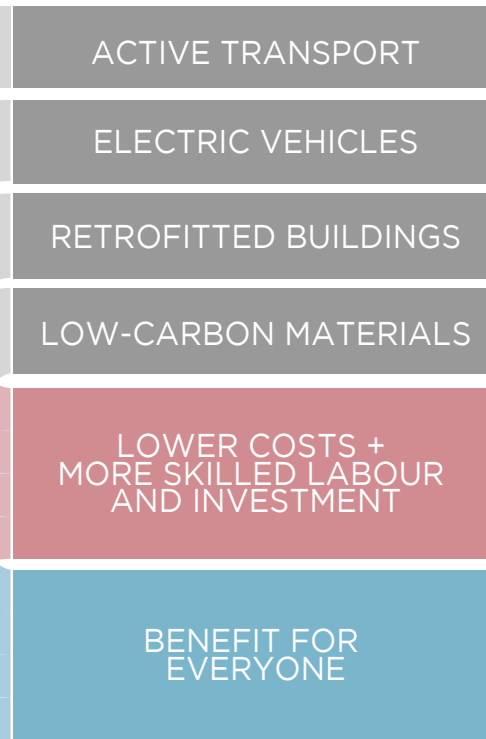 ACTIVE TRANSPORT
ELECTRIC VEHICLES
RETROFITTED BUILDINGS
LOW-CARBON MATERIALS
LOWER COSTS +
MORE SKILLED LABOUR
AND INVESTMENT
BENEFIT FOR
EVERYONE